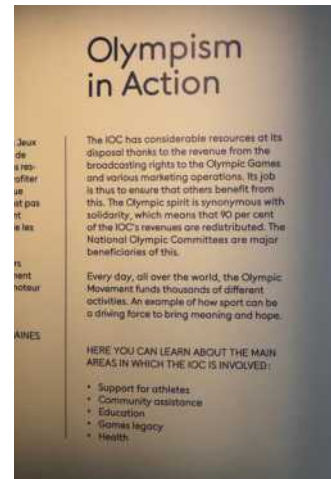 Olympism
in Action
The IOC has considerable resources at its
disposal thanks to the revenue from the
broadcasting rights to the Olympic Games
and various marketing operations. Its job
is thus to ensure that others benefit from
this. The Olympic spirit is synonymous with
solidarity, which means that 90 per cent
of the IOC's revenues are redistributed. The
National Olympic Committees are major
beneficiaries of this.
Every day, all over the world, the Olympic
Movement funds thousands of different
activities. An example of how sport can be
a driving force to bring meaning and hope.
HERE YOU CAN LEARN ABOUT THE MAIN
AREAS IN WHICH THE IOC IS INVOLVED:
• Support for athletes
• Community assistance
• Education
• Games legacy
• Health
Jeux
de